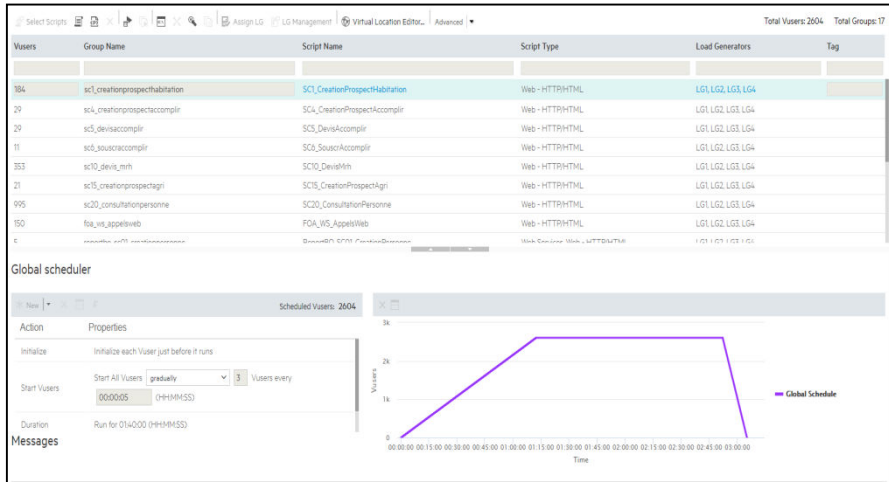 Select Scripts Assign LG LG Management Virtual Location Editor... Advanced Total Vusers: 2604 Total Groups: 17
Vusers Group Name Script Name Script Type Load Generators Tag
184 sc1_creationprospecthabitation SC1_CreationProspectHabitation Web - HTTP/HTML LG1, LG2, LG3, LG4
29 sc4_creationprospectaccomplir SC4_CreationProspectAccomplir Web - HTTP/HTML LG1, LG2, LG3, LG4
29 sc5_devisaccomplir SC5_DevisAccomplir Web - HTTP/HTML LG1, LG2, LG3, LG4
11 sc6_souscraccomplir SC6_SouscrAccomplir Web - HTTP/HTML LG1, LG2, LG3, LG4
353 sc10_devis_mrh SC10_DevisMrh Web - HTTP/HTML LG1, LG2, LG3, LG4
21 sc15_creationprospectagri SC15_CreationProspectAgri Web - HTTP/HTML LG1, LG2, LG3, LG4
995 sc20_consultationpersonne SC20_ConsultationPersonne Web - HTTP/HTML LG1, LG2, LG3, LG4
150 foa_ws_appelsweb FOA_WS_AppelsWeb Web - HTTP/HTML LG1, LG2, LG3, LG4
Web Services, Web - HTTP/HTML LG1, LG2, LG3, LG4
Global scheduler
New Scheduled Vusers: 2604
Action Properties
Initialize Initialize each Vuser just before it runs
Start Vusers Start All Vusers gradually 3 Vusers every
00:00:05 (HH:MM:SS)
Duration Run for 01:40:00 (HH:MM:SS)
Messages
3k
2k
1k
0
Vusers
00:00:00 00:15:00 00:30:00 00:45:00 01:00:00 01:15:00 01:30:00 01:45:00 02:00:00 02:15:00 02:30:00 02:45:00 03:00:00
Time
Global Schedule